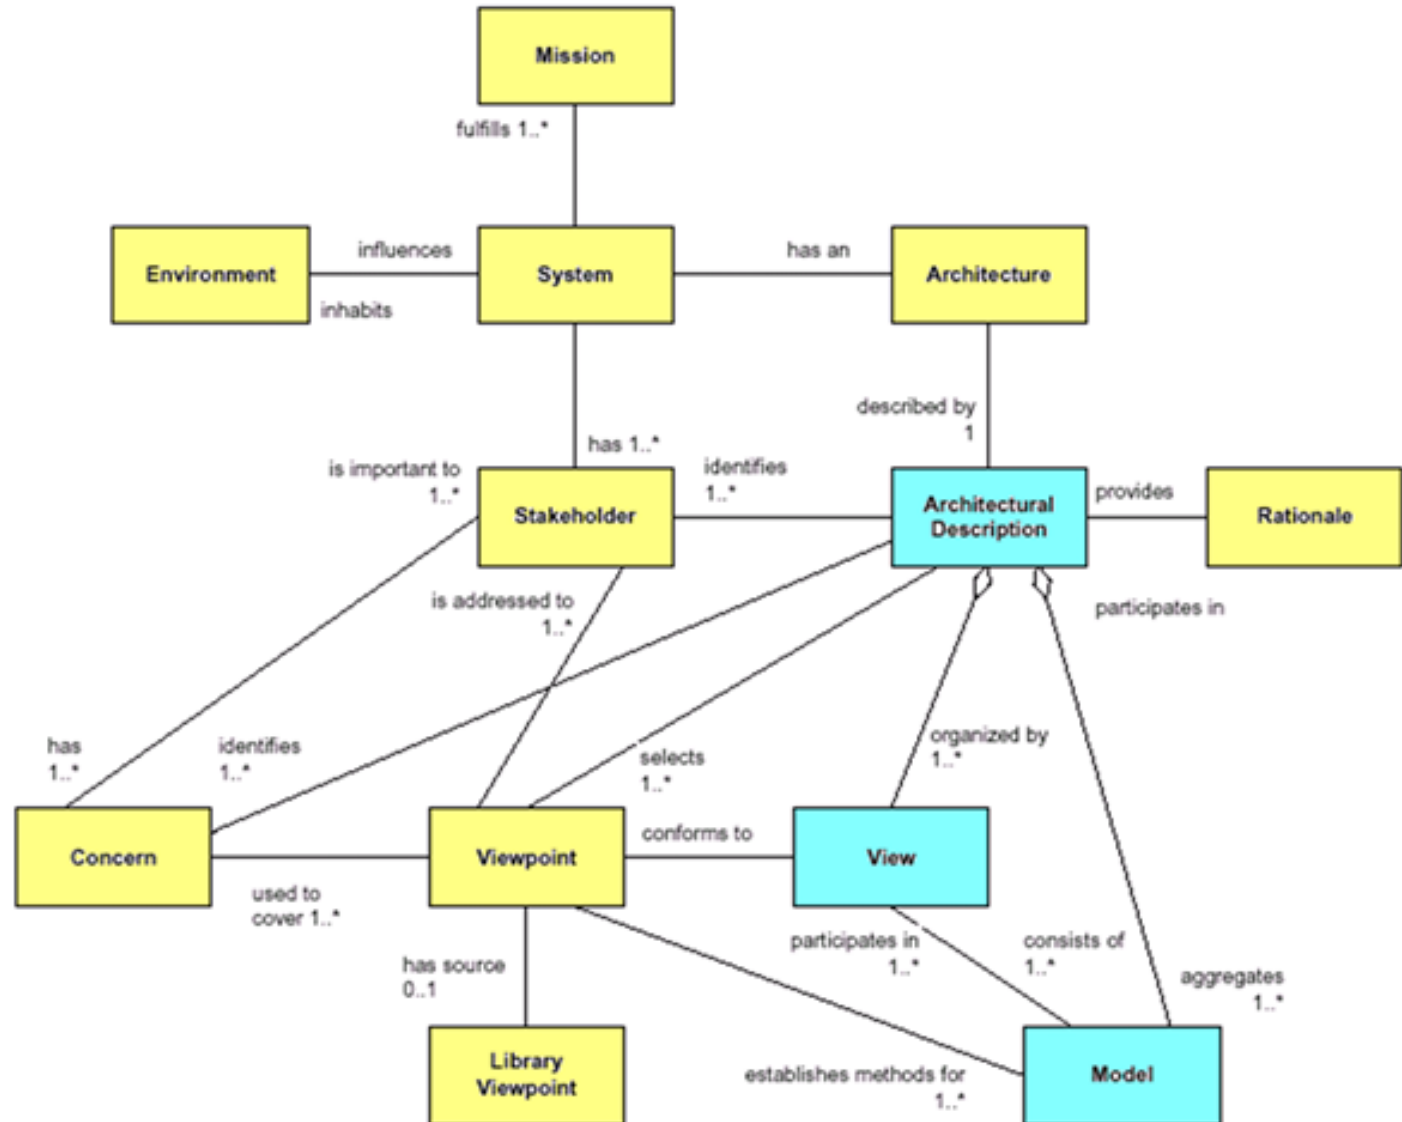 Mission
fulfills 1..*
influences
has an
Environment
System
Architecture
inhabits
described by
1
has 1..*
is important to
1..*
identifies
1..*
provides
Stakeholder
Architectural
Description
Rationale
is addressed to
1..*
participates in
has
1..*
identifies
1..*
selects
1..*
organized by
1..*
conforms to
Concern
Viewpoint
View
used to
cover 1..*
participates in
1..*
consists of
1..*
has source
0..1
aggregates
1..*
Library
Viewpoint
establishes methods for
1..*
Model